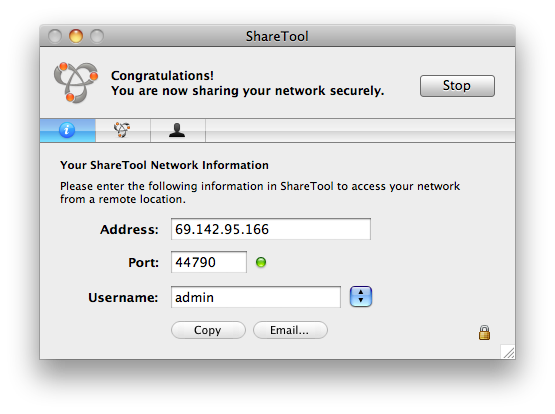 ShareTool
Congratulations!
You are now sharing your network securely.
Stop
Your ShareTool Network Information
Please enter the following information in ShareTool to access your network
from a remote location.
Address: 69.142.95.166
Port: 44790
Username: admin
Copy Email...